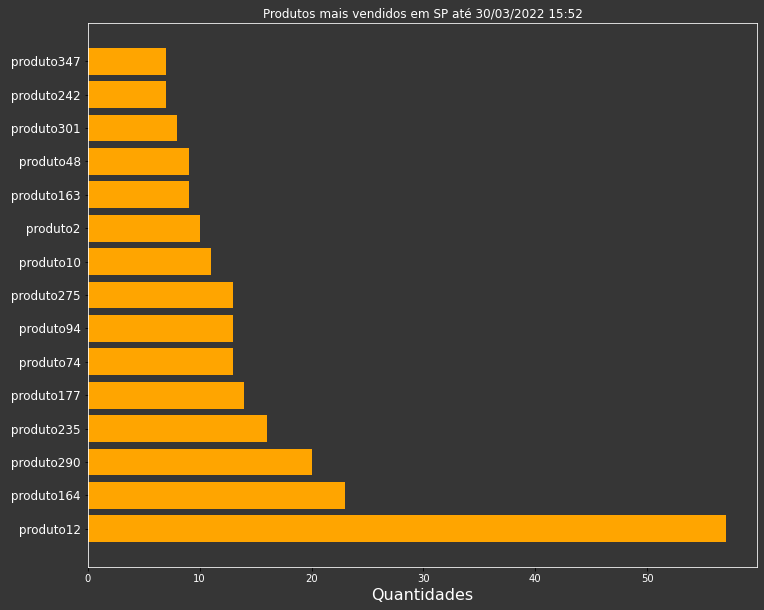 Produtos mais vendidos em SP até 30/03/2022 15:52
produto347
produto242
produto301
produto48
produto163
produto2
produto10
produto275
produto94
produto74
produto177
produto235
produto290
produto164
produto12
0 10 20 30 40 50
Quantidades